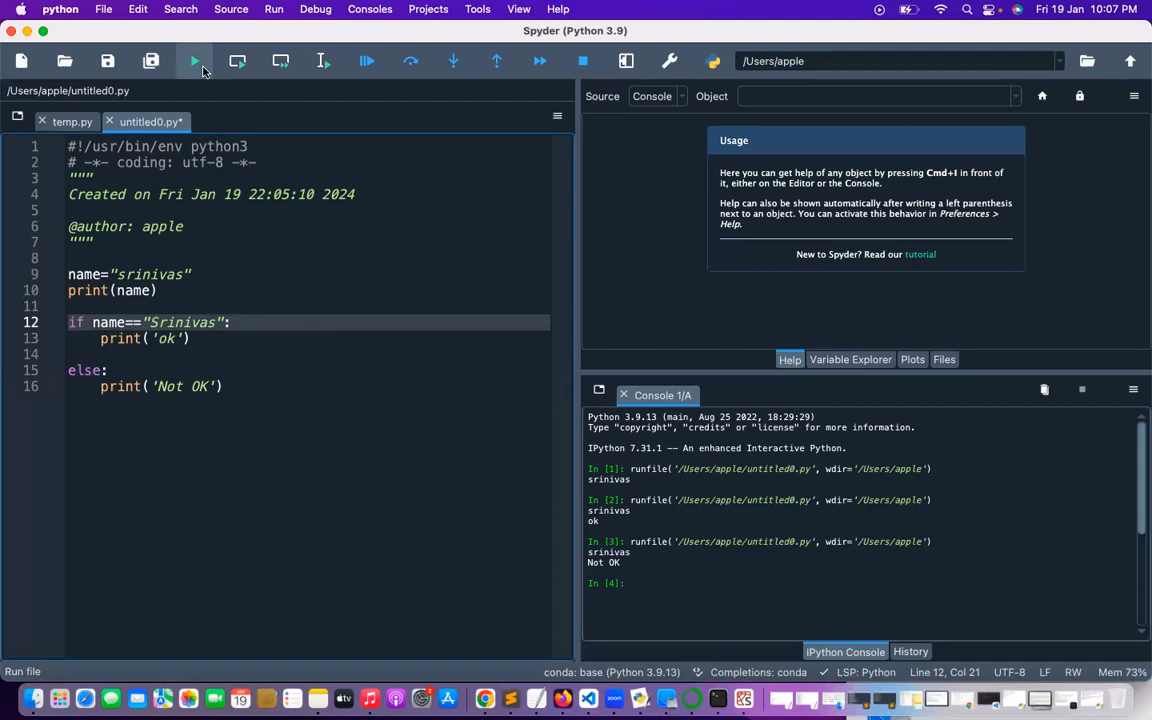 python File Edit Search Source Run Debug Consoles Projects Tools View Help Fri 19 Jan 10:07 PM
Spyder (Python 3.9)
/Users/apple
/Users/apple/untitled0.py
temp.py untitled0.py*
1 #!/usr/bin/env python3
2 # -*- coding: utf-8 -*-
3 """
4 Created on Fri Jan 19 22:05:10 2024
5
6 @author: apple
7 """
8
9 name="srinivas"
10 print(name)
11
12 if name=="Srinivas":
13 print('ok')
14
15 else:
16 print('Not OK')
Source Console Object
Usage
Here you can get help of any object by pressing Cmd+I in front of
it, either on the Editor or the Console.
Help can also be shown automatically after writing a left parenthesis
next to an object. You can activate this behavior in Preferences >
Help.
New to Spyder? Read our tutorial
Help Variable Explorer Plots Files
Console 1/A
Python 3.9.13 (main, Aug 25 2022, 18:29:29)
Type "copyright", "credits" or "license" for more information.
IPython 7.31.1 -- An enhanced Interactive Python.
In [1]: runfile('/Users/apple/untitled0.py', wdir='/Users/apple')
srinivas
In [2]: runfile('/Users/apple/untitled0.py', wdir='/Users/apple')
srinivas
ok
In [3]: runfile('/Users/apple/untitled0.py', wdir='/Users/apple')
srinivas
Not OK
In [4]:
IPython Console History
Run file conda: base (Python 3.9.13) Completions: conda LSP: Python Line 12, Col 21 UTF-8 LF RW Mem 73%